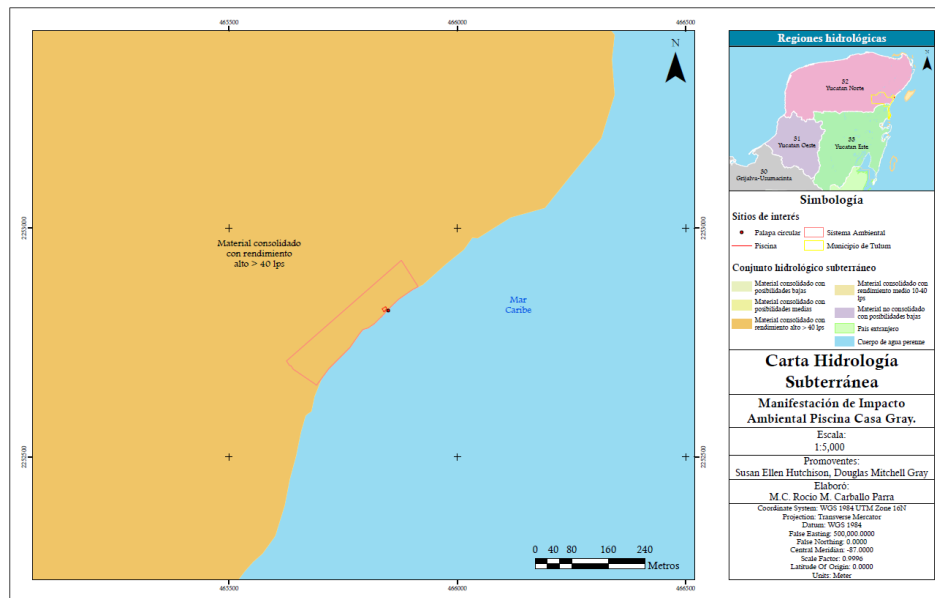 465500
466000
466500
N
2253000
2253000
Material consolidado
con rendimiento
alto > 40 lps
Mar
Caribe
2252500
2252500
0 40 80 160 240
Metros
465500
466000
466500
Regiones hidrológicas
N
32
Yucatan Norte
31
Yucatan Oeste
33
Yucatan Este
30
Grijalva-Usumacinta
Simbología
Sitios de interés
Palapa circular
Sistema Ambiental
Piscina
Municipio de Tulum
Conjunto hidrológico subterráneo
Material consolidado con
posibilidades bajas
Material consolidado con
posibilidades medias
Material consolidado con
rendimiento alto > 40 lps
Material consolidado con
rendimiento medio 10-40
lps
Material no consolidado
con posibilidades bajas
Pais extranjero
Cuerpo de agua perenne
Carta Hidrología
Subterránea
Manifestación de Impacto
Ambiental Piscina Casa Gray.
Escala:
1:5,000
Promoventes:
Susan Ellen Hutchison, Douglas Mitchell Gray
Elaboró:
M.C. Rocio M. Carballo Parra
Coordinate System: WGS 1984 UTM Zone 16N
Projection: Transverse Mercator
Datum: WGS 1984
False Easting: 500,000.0000
False Northing: 0.0000
Central Meridian: -87.0000
Scale Factor: 0.9996
Latitude Of Origin: 0.0000
Units: Meter